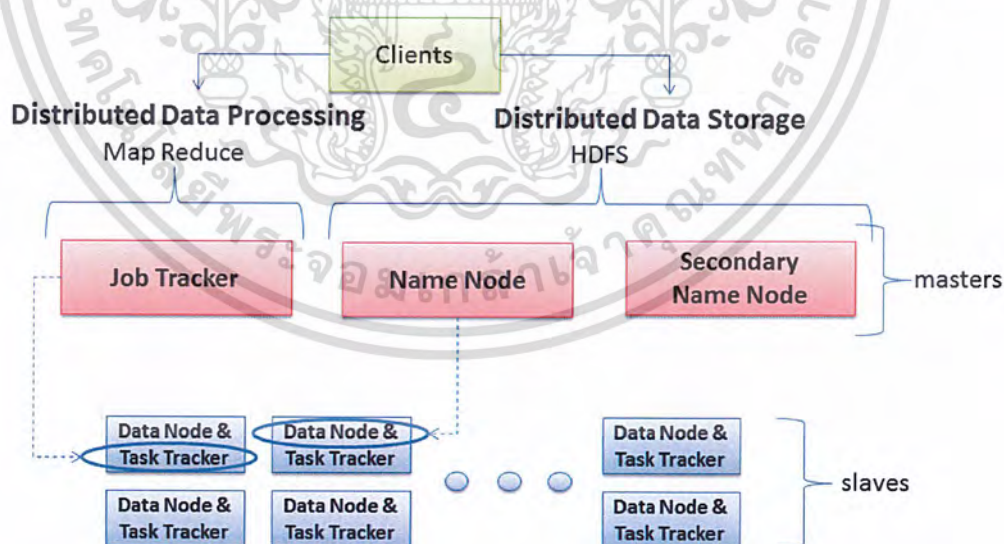 Clients
Distributed Data Processing
Map Reduce
Distributed Data Storage
HDFS
Job Tracker
Name Node
Secondary
Name Node
masters
Data Node &
Task Tracker
Data Node &
Task Tracker
Data Node &
Task Tracker
slaves
Data Node &
Task Tracker
Data Node &
Task Tracker
Data Node &
Task Tracker